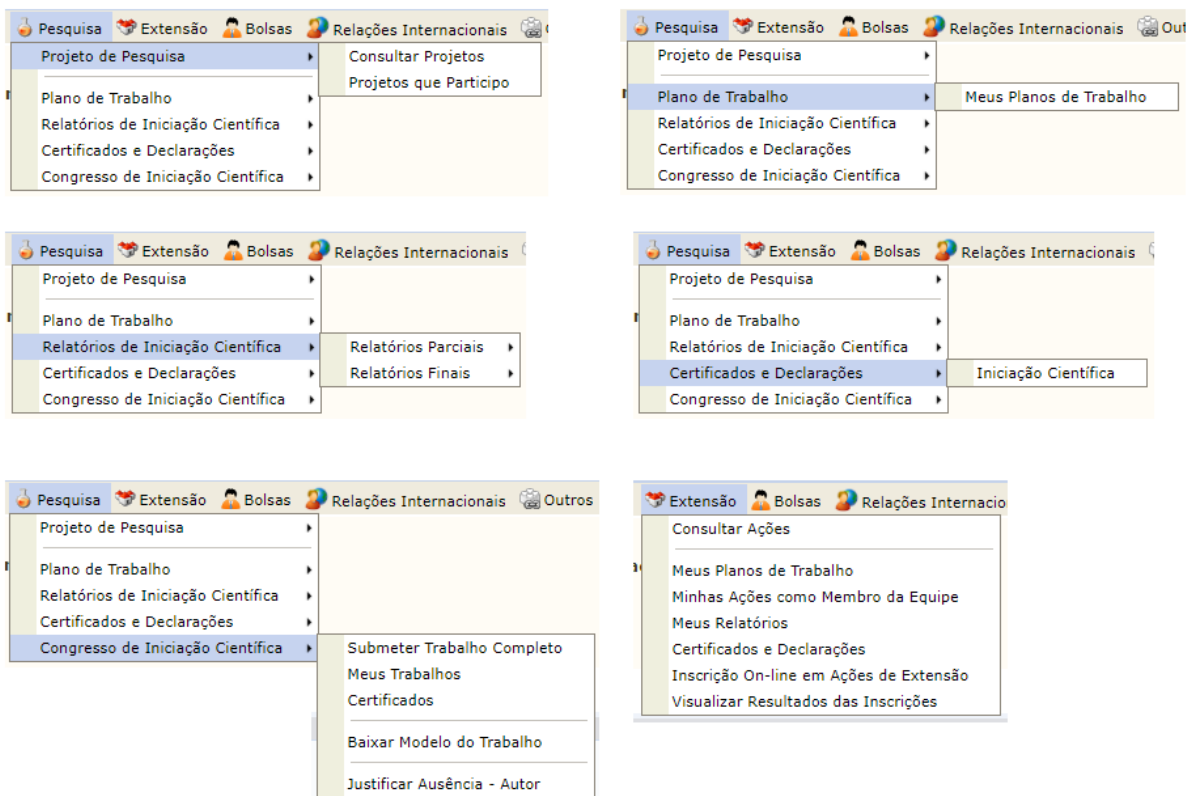 Pesquisa Extensão Bolsas Relações Internacionais
Projeto de Pesquisa
Consultar Projetos
Projetos que Participo
Plano de Trabalho
Relatórios de Iniciação Científica
Certificados e Declarações
Congresso de Iniciação Científica
Pesquisa Extensão Bolsas Relações Internacionais Out
Projeto de Pesquisa
Plano de Trabalho
Meus Planos de Trabalho
Relatórios de Iniciação Científica
Certificados e Declarações
Congresso de Iniciação Científica
Pesquisa Extensão Bolsas Relações Internacionais
Projeto de Pesquisa
Plano de Trabalho
Relatórios de Iniciação Científica
Relatórios Parciais
Certificados e Declarações
Relatórios Finais
Congresso de Iniciação Científica
Pesquisa Extensão Bolsas Relações Internacionais
Projeto de Pesquisa
Plano de Trabalho
Relatórios de Iniciação Científica
Certificados e Declarações
Iniciação Científica
Congresso de Iniciação Científica
Pesquisa Extensão Bolsas Relações Internacionais Outros
Projeto de Pesquisa
Plano de Trabalho
Relatórios de Iniciação Científica
Certificados e Declarações
Congresso de Iniciação Científica
Submeter Trabalho Completo
Meus Trabalhos
Certificados
Baixar Modelo do Trabalho
Justificar Ausência - Autor
Extensão Bolsas Relações Internacio
Consultar Ações
Meus Planos de Trabalho
Minhas Ações como Membro da Equipe
Meus Relatórios
Certificados e Declarações
Inscrição On-line em Ações de Extensão
Visualizar Resultados das Inscrições